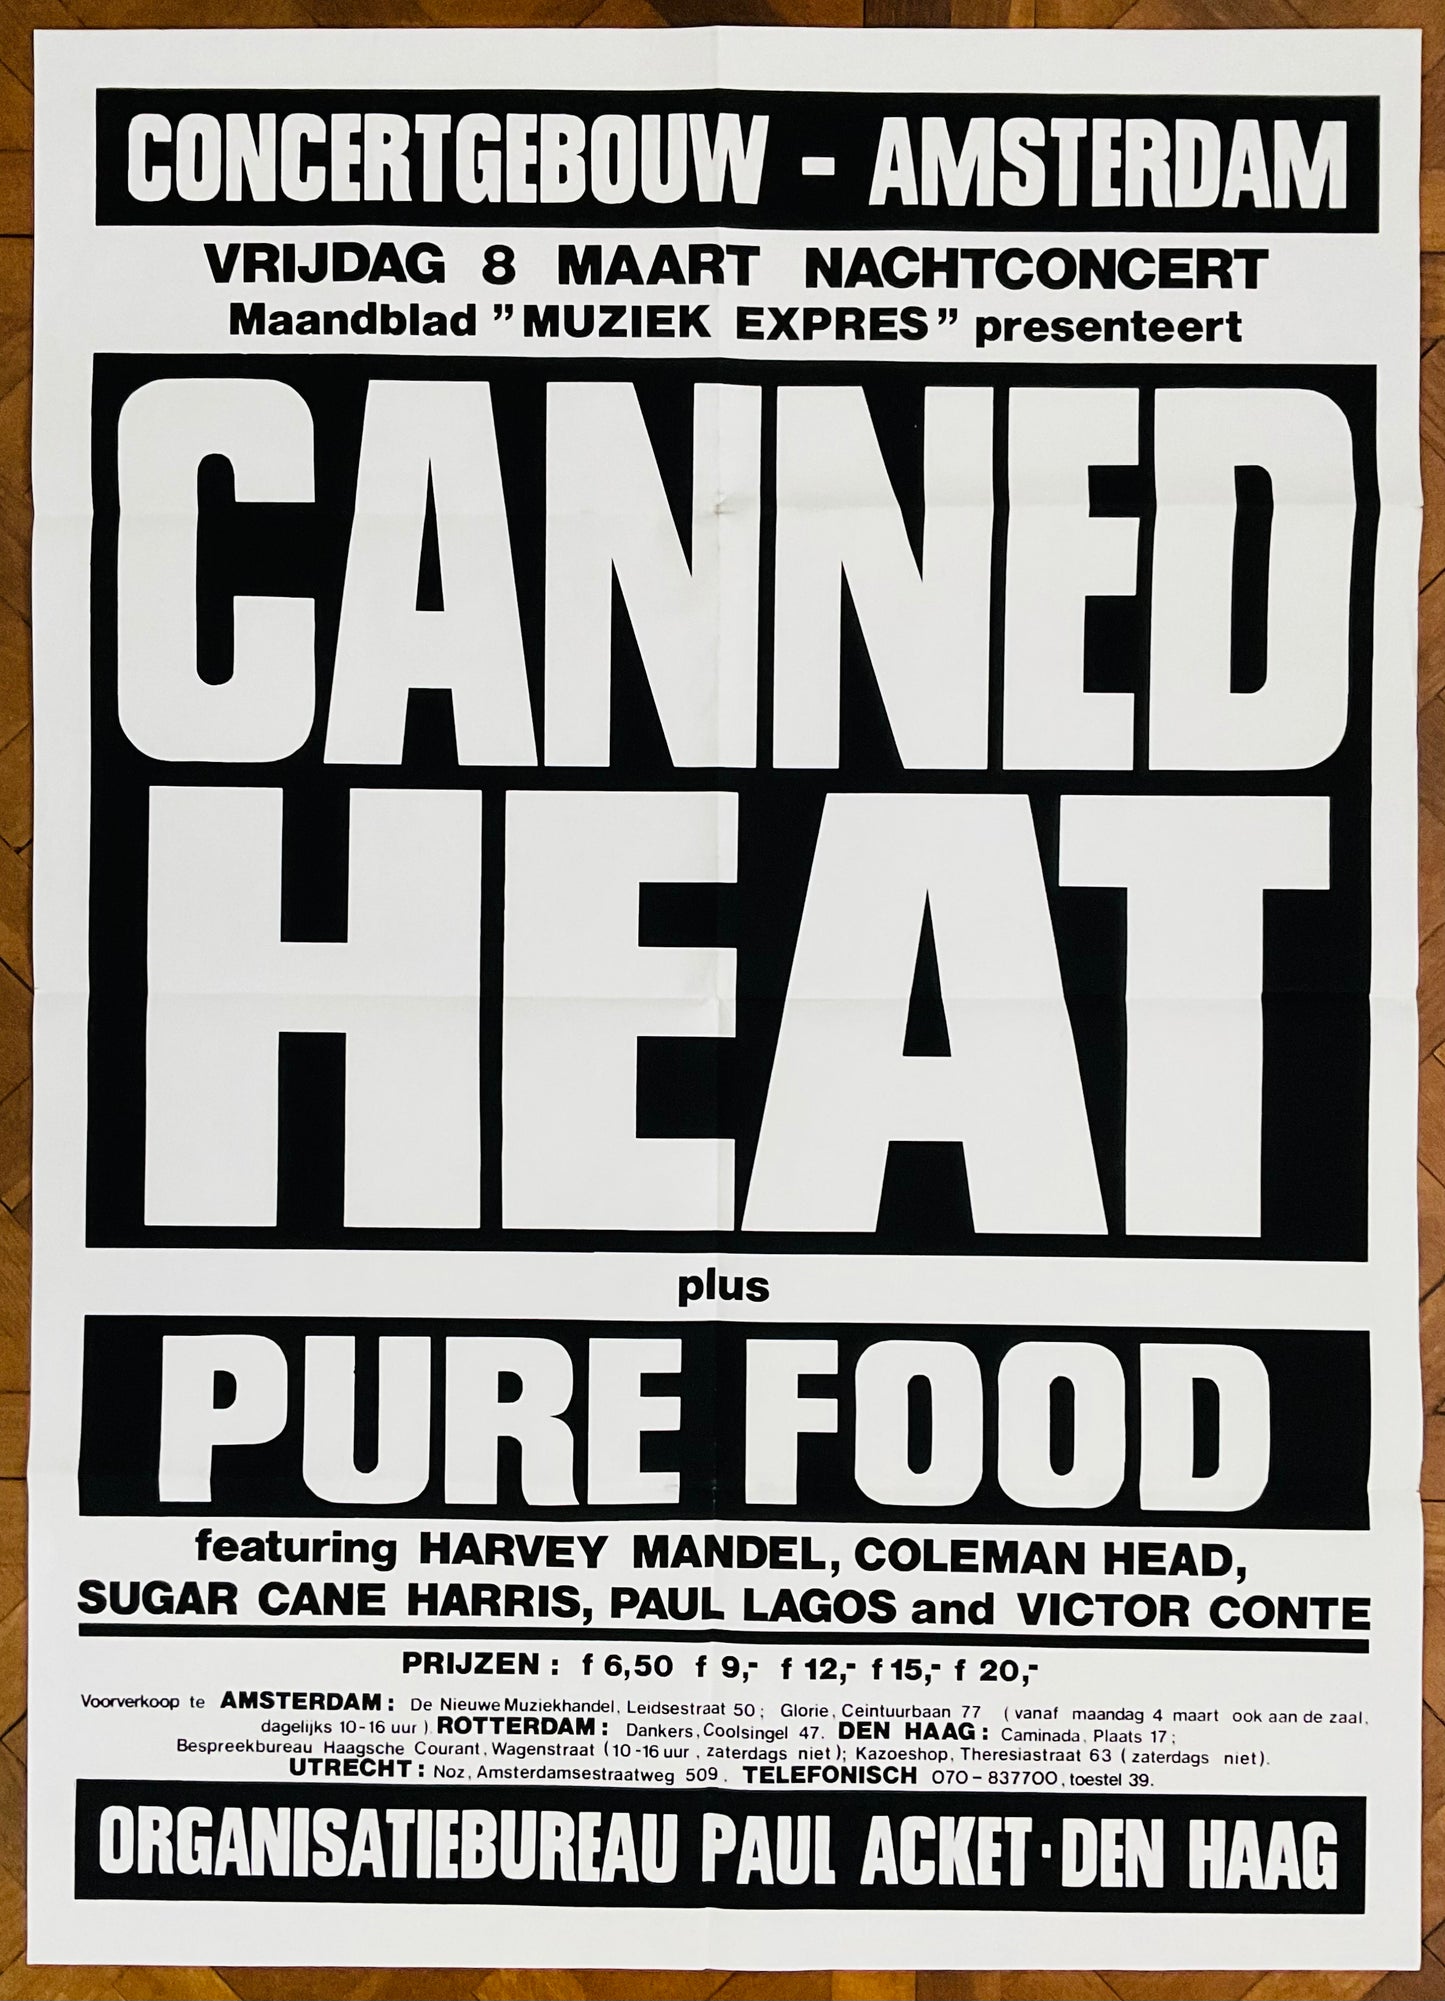 CONCERTGEBOUW - AMSTERDAM
VRIJDAG 8 MAART NACHTCONCERT
Maandblad ” MUZIEK EXPRES ” presenteert
CANNED
HEAT
plus
PURE FOOD
featuring HARVEY MANDEL, COLEMAN HEAD,
SUGAR CANE HARRIS, PAUL LAGOS and VICTOR CONTE
PRIJZEN : f 6,50 f 9,- f 12,- f 15,- f 20,-
Voorverkoop te AMSTERDAM : De Nieuwe Muziekhandel, Leidsestraat 50 ; Glorie, Ceintuurbaan 77 ( vanaf maandag 4 maart ook aan de zaal,
dagelijks 10-16 uur ) ROTTERDAM : Dankers, Coolsingel 47. DEN HAAG : Caminada, Plaats 17 ;
Bespreekbureau Haagsche Courant, Wagenstraat ( 10-16 uur , zaterdags niet ); Kazoeshop, Theresiastraat 63 ( zaterdags niet ).
UTRECHT : Noz, Amsterdamsestraatweg 509. TELEFONISCH 070 - 837700, toestel 39.
ORGANISATIEBUREAU PAUL ACKET · DEN HAAG